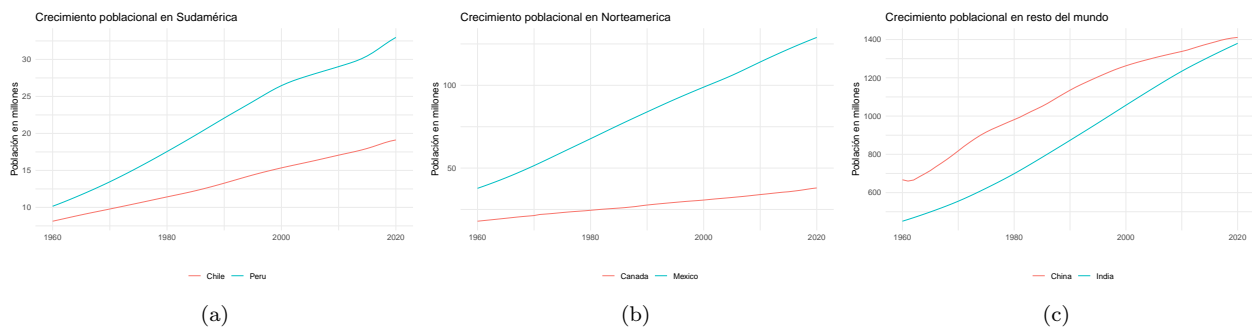 Crecimiento poblacional en Sudamérica
Población en millones
30
25
20
15
10
1960
1980
2000
2020
Chile
Peru
(a)
Crecimiento poblacional en Norteamerica
Población en millones
100
50
1960
1980
2000
2020
Canada
Mexico
(b)
Crecimiento poblacional en resto del mundo
Población en millones
1400
1200
1000
800
600
1960
1980
2000
2020
China
India
(c)